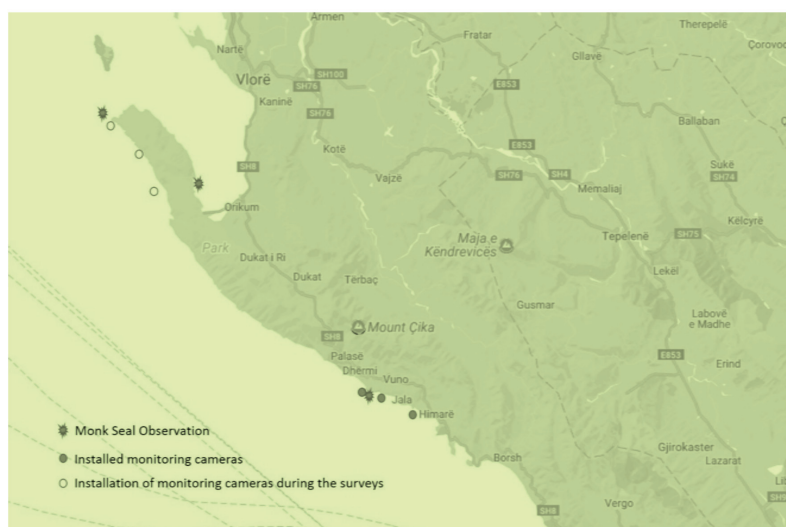 Armen
Fratar
Therepelë
Nartë
Gllavë
Çorovod
Vlorë
SH100
SH76
E853
Kaninë
SH76
Ballaban
Kotë
E853
Sukë
SH8
Vajzë
SH76
SH4
SH74
Memaliaj
Orikum
Këlcyrë
Park
Maja e
Këndrevicës
Tepelenë
SH75
Dukat i Ri
Dukat
Tërbaç
Lekël
Gusmar
Labovë
e Madhe
Mount Çika
SH8
Palasë
E853
Erind
Dhërmi
Vuno
Jala
Himarë
Monk Seal Observation
Gjirokaster
Installed monitoring cameras
Borsh
Lazarat
Installation of monitoring cameras during the surveys
SH8
Vergo